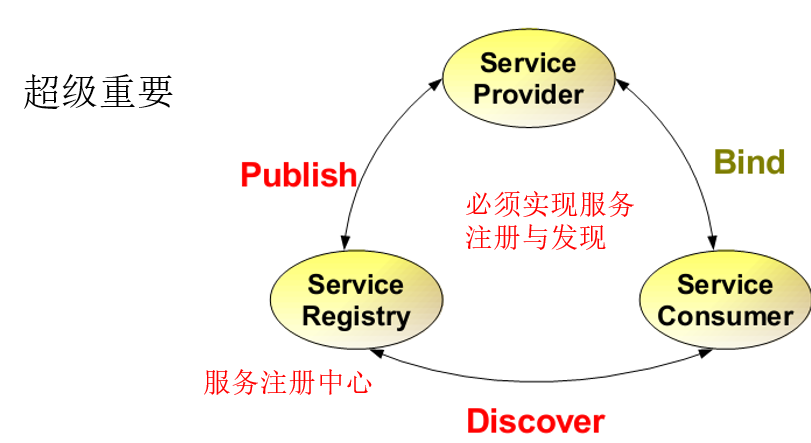 Service
Provider
超级重要
Publish
Bind
必须实现服务
注册与发现
Service
Registry
Service
Consumer
服务注册中心
Discover